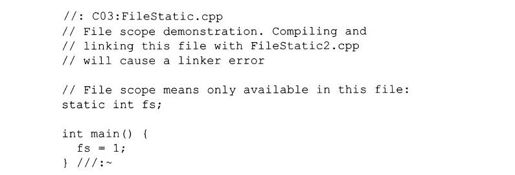 //: C03:FileStatic.cpp
// File scope demonstration. Compiling and
// linking this file with FileStatic2.cpp
// will cause a linker error
// File scope means only available in this file:
static int fs;
int main() {
fs = 1;
} ///:~